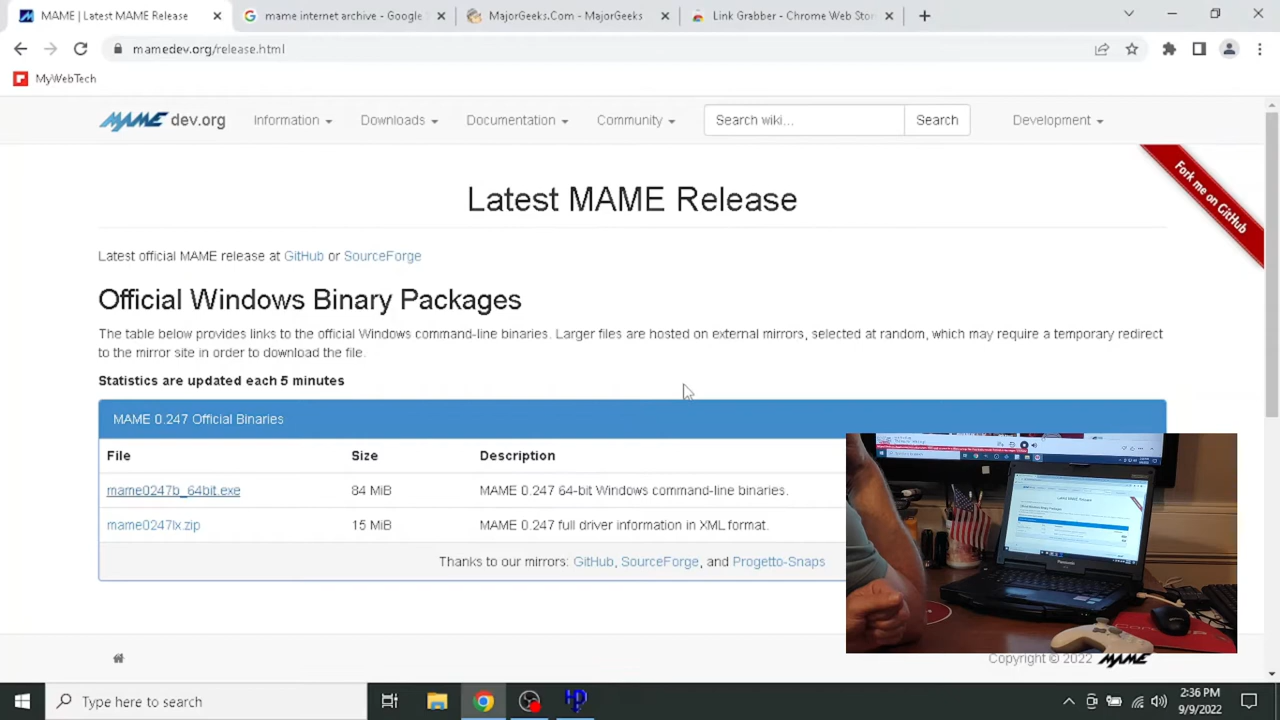 MAME | Latest MAME Release
mame internet archive - Google S
MajorGeeks.Com - MajorGeeks
Link Grabber - Chrome Web Stor
mamedev.org/release.html
MyWebTech
MAME dev.org
Information
Downloads
Documentation
Community
Search wiki...
Search
Development
Fork me on GitHub
Latest MAME Release
Latest official MAME release at GitHub or SourceForge
Official Windows Binary Packages
The table below provides links to the official Windows command-line binaries. Larger files are hosted on external mirrors, selected at random, which may require a temporary redirect
to the mirror site in order to download the file.
Statistics are updated each 5 minutes
MAME 0.247 Official Binaries
File Size Description
mame0247b_64bit.exe 84 MiB MAME 0.247 64-bit Windows command-line binaries.
mame0247lx.zip 15 MiB MAME 0.247 full driver information in XML format.
Thanks to our mirrors: GitHub, SourceForge, and Progetto-Snaps
Latest MAME Release
Panasonic
Copyright © 2022 MAME
Type here to search
2:36 PM
9/9/2022